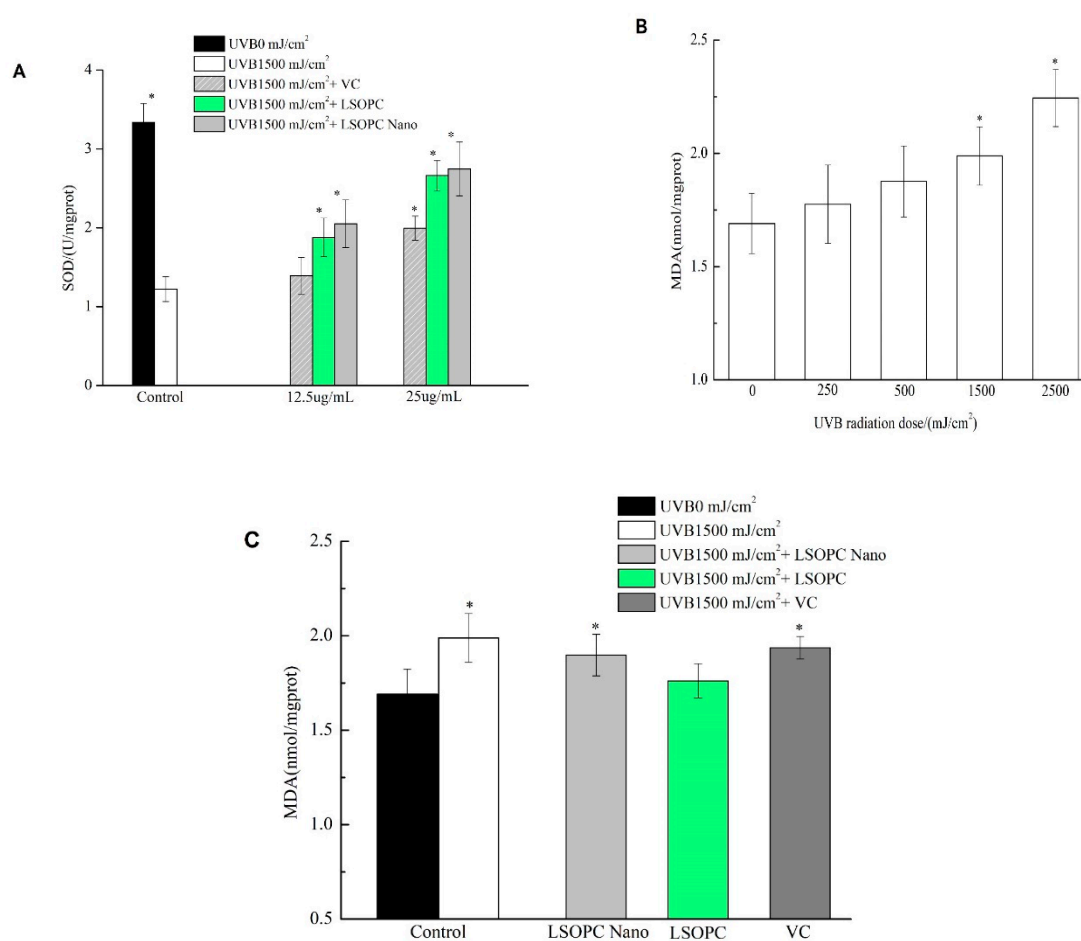 A
UVB0 mJ/cm²
UVB1500 mJ/cm²
UVB1500 mJ/cm²+ VC
UVB1500 mJ/cm²+ LSOPC
UVB1500 mJ/cm²+ LSOPC Nano
SOD/(U/mgprot)
4
3
2
1
0
*
*
*
*
*
*
Control
12.5ug/mL
25ug/mL
B
MDA(nmol/mgprot)
2.5
2.0
1.5
1.0
*
*
0
250
500
1500
2500
UVB radiation dose/(mJ/cm²)
C
UVB0 mJ/cm²
UVB1500 mJ/cm²
UVB1500 mJ/cm²+ LSOPC Nano
UVB1500 mJ/cm²+ LSOPC
UVB1500 mJ/cm²+ VC
MDA(nmol/mgprot)
2.5
2.0
1.5
1.0
0.5
*
*
*
Control
LSOPC Nano
LSOPC
VC